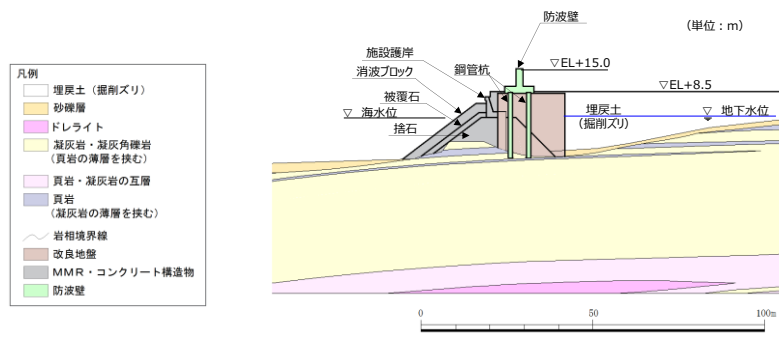 防波壁
(単位：m)
施設護岸
▽EL+15.0
消波ブロック
鋼管杭
▽EL+8.5
被覆石
▽ 海水位
埋戻土
(掘削ズリ)
▽ 地下水位
捨石
凡例
埋戻土（掘削ズリ）
砂礫層
ドレライト
凝灰岩・凝灰角礫岩
(頁岩の薄層を挟む)
頁岩・凝灰岩の互層
頁岩
(凝灰岩の薄層を挟む)
岩相境界線
改良地盤
MMR・コンクリート構造物
防波壁
0 50 100m